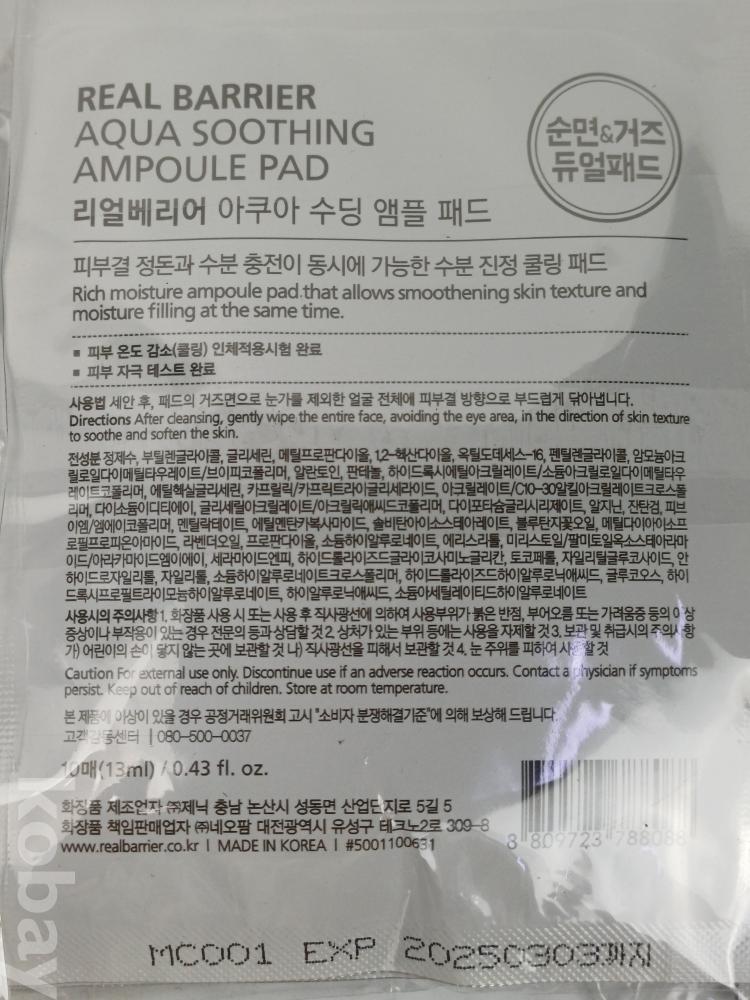 REAL BARRIER
AQUA SOOTHING
AMPOULE PAD
리얼베리어 아쿠아 수딩 앰플 패드
순면&거즈
듀얼패드
피부결 정돈과 수분 충전이 동시에 가능한 수분 진정 쿨링 패드
Rich moisture ampoule pad that allows smoothening skin texture and
moisture filling at the same time.
■ 피부 온도 감소(쿨링) 인체적용시험 완료
■ 피부 자극 테스트 완료
사용법 세안 후, 패드의 거즈면으로 눈가를 제외한 얼굴 전체에 피부결 방향으로 부드럽게 닦아냅니다.
Directions After cleansing, gently wipe the entire face, avoiding the eye area, in the direction of skin texture
to soothe and soften the skin.
전성분 정제수, 부틸렌글라이콜, 글리세린, 메틸프로판다이올, 1,2-헥산다이올, 옥틸도데세스-16, 펜틸렌글라이콜, 암모늄아크
릴로일다이메틸타우레이트/브이피코폴리머, 알란토인, 판테놀, 하이드록시에틸아크릴레이트/소듐아크릴로일다이메틸타우
레이트코폴리머, 에틸헥실글리세린, 카프릴릭/카프릭트라이글리세라이드, 아크릴레이트/C10-30알킬아크릴레이트크로스폴
리머, 다이소듐이디티에이, 글리세릴아크릴레이트/아크릴릭애씨드코폴리머, 다이포타슘글리시리제이트, 알지닌, 잔탄검, 피브
이엠/엠에이코폴리머, 멘틸락테이트, 에틸멘탄카복사마이드, 솔비탄아이소스테아레이트, 불루탄지꽃오일, 메틸다이아이소프
로필프로피온아마이드, 라벤더오일, 프로판다이올, 소듐하이알루로네이트, 에리스리톨, 미리스토일/팔미토일옥소스테아라마
이드/아라카마이드엠이에이, 세라마이드엔피, 하이드롤라이즈드글라이코사미노글리칸, 토코페롤, 자일리틸글루코사이드, 안
하이드로자일리톨, 자일리톨, 소듐하이알루로네이트크로스폴리머, 하이드롤라이즈드하이알루로닉애씨드, 글루코오스, 하이
드록시프로필트라이모늄하이알루로네이트, 하이알루로닉애씨드, 소듐아세틸레이티드하이알루로네이트
사용시의 주의사항 1. 화장품 사용 시 또는 사용 후 직사광선에 의하여 사용부위가 붉은 반점, 부어오름 또는 가려움증 등의 이상
증상이나 부작용이 있는 경우 전문의 등과 상담할 것 2. 상처가 있는 부위 등에는 사용을 자제할 것 3. 보관 및 취급시의 주의사항
가) 어린이의 손이 닿지 않는 곳에 보관할 것 나) 직사광선을 피해서 보관할 것 4. 눈 주위를 피하여 사용할 것
Caution For external use only. Discontinue use if an adverse reaction occurs. Contact a physician if symptoms
persist. Keep out of reach of children. Store at room temperature.
본 제품에 이상이 있을 경우 공정거래위원회 고시 "소비자 분쟁해결기준"에 의해 보상해 드립니다.
고객감동센터 | 080-500-0037
10매(13ml) / 0.43 fl. oz.
화장품 제조업자 ㈜제닉 충남 논산시 성동면 산업단지로 5길 5
화장품 책임판매업자 ㈜네오팜 대전광역시 유성구 테크노2로 309-8
www.realbarrier.co.kr | MADE IN KOREA | #5001100631
8 809723 788088
MC001 EXP 20250303까지
kobay